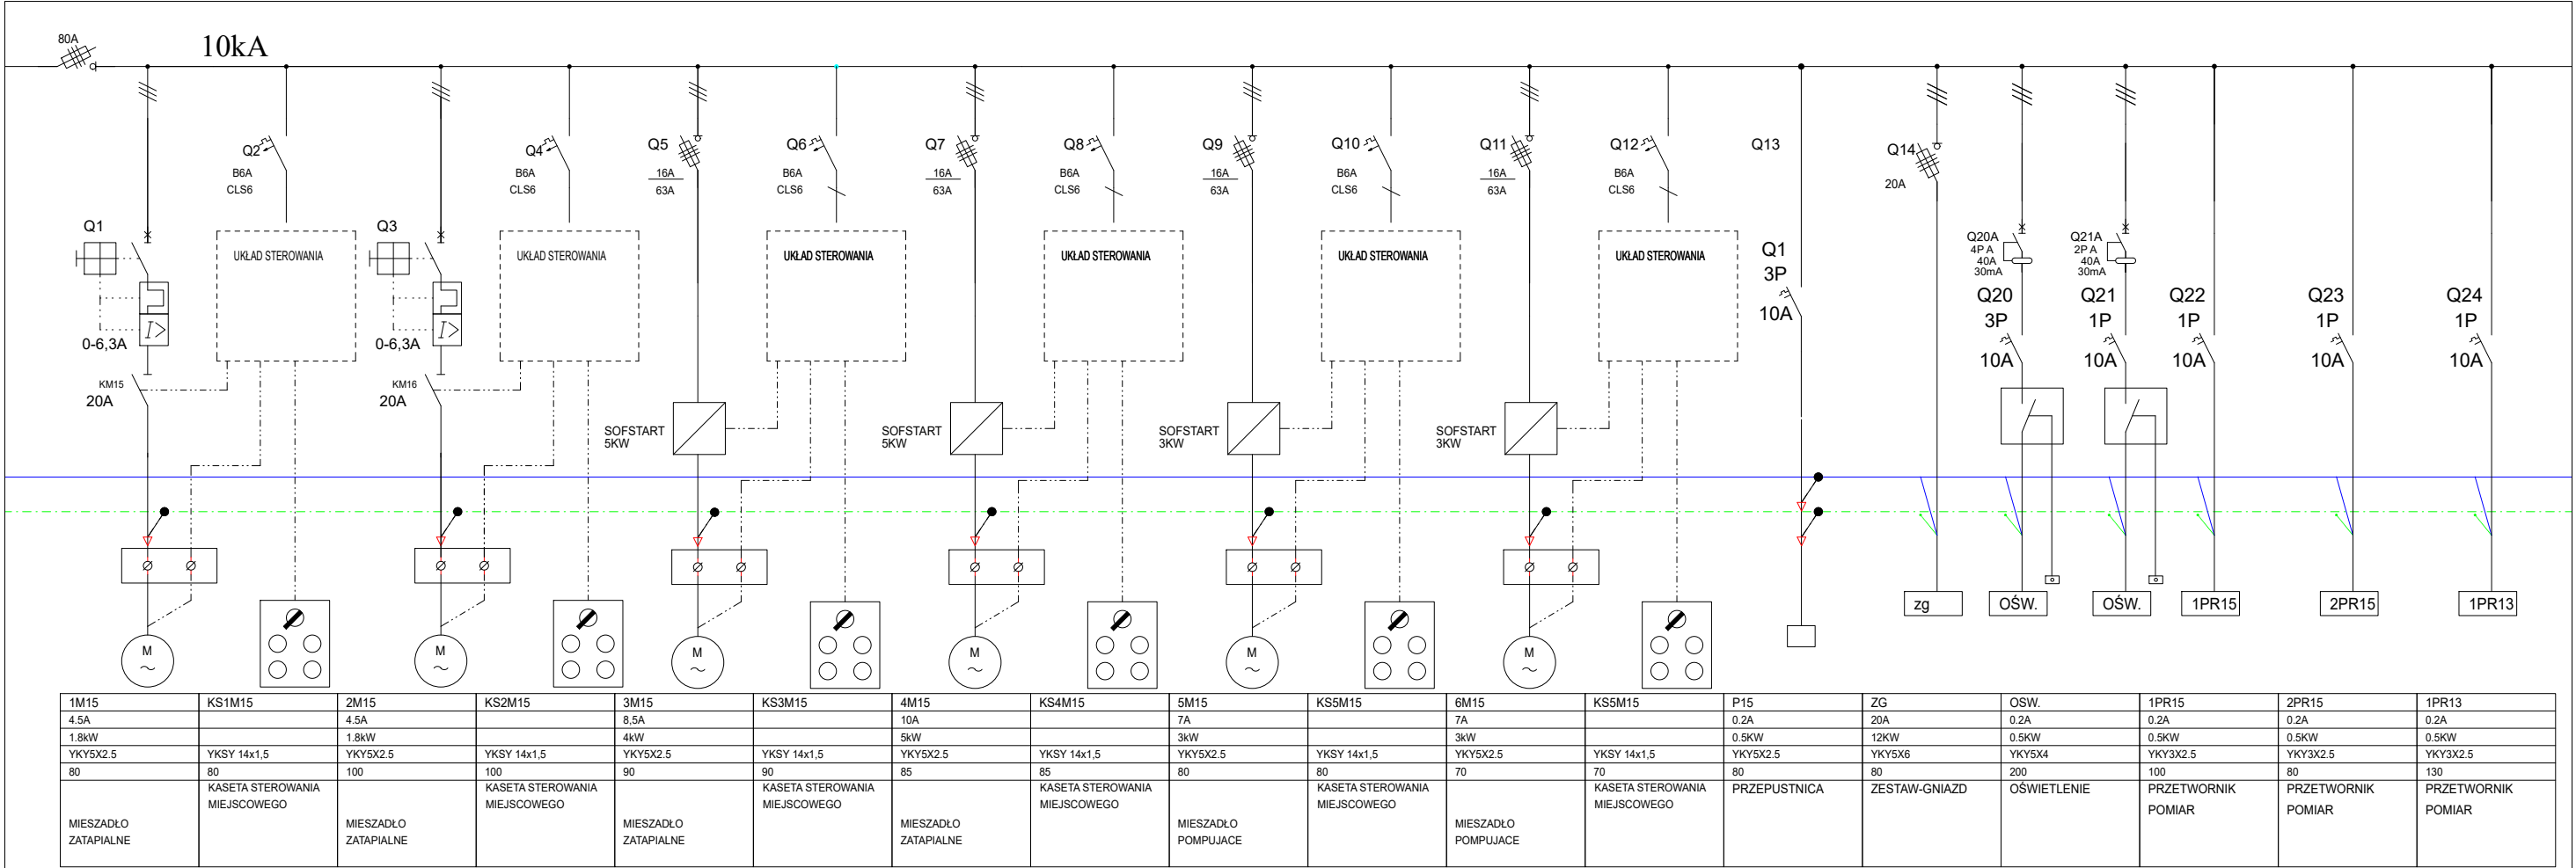 80A
10kA
Q2
B6A
CLS6
Q4
B6A
CLS6
Q5
16A
63A
Q6
B6A
CLS6
Q7
16A
63A
Q8
B6A
CLS6
Q9
16A
63A
Q10
B6A
CLS6
Q11
16A
63A
Q12
B6A
CLS6
Q13
Q14
20A
Q1
0-6,3A
UKŁAD STEROWANIA
Q3
0-6,3A
UKŁAD STEROWANIA
UKŁAD STEROWANIA
UKŁAD STEROWANIA
UKŁAD STEROWANIA
UKŁAD STEROWANIA
Q1
3P
10A
Q20A
4P A
40A
30mA
Q20
3P
10A
Q21A
2P A
40A
30mA
Q21
1P
10A
Q22
1P
10A
Q23
1P
10A
Q24
1P
10A
KM15
20A
KM16
20A
SOFSTART
5KW
SOFSTART
5KW
SOFSTART
3KW
SOFSTART
3KW
zg
OŚW.
OŚW.
1PR15
2PR15
1PR13
M
M
M
M
M
M
1M15 KS1M15 2M15 KS2M15 3M15 KS3M15 4M15 KS4M15 5M15 KS5M15 6M15 KS5M15 P15 ZG OSW. 1PR15 2PR15 1PR13
4.5A 4.5A 8,5A 10A 7A 7A 0.2A 20A 0.2A 0.2A 0.2A 0.2A
1.8kW 1.8kW 4kW 5kW 3kW 3kW 0.5KW 12KW 0.5KW 0.5KW 0.5KW 0.5KW
YKY5X2.5 YKSY 14x1,5 YKY5X2.5 YKSY 14x1,5 YKY5X2.5 YKSY 14x1,5 YKY5X2.5 YKSY 14x1,5 YKY5X2.5 YKSY 14x1,5 YKY5X2.5 YKSY 14x1,5 YKY5X2.5 YKY5X6 YKY5X4 YKY3X2.5 YKY3X2.5 YKY3X2.5
80 80 100 100 90 90 85 85 80 80 70 70 80 80 200 100 80 130
MIESZADŁO
ZATAPIALNE
KASETA STEROWANIA
MIEJSCOWEGO
MIESZADŁO
ZATAPIALNE
KASETA STEROWANIA
MIEJSCOWEGO
MIESZADŁO
ZATAPIALNE
KASETA STEROWANIA
MIEJSCOWEGO
MIESZADŁO
ZATAPIALNE
KASETA STEROWANIA
MIEJSCOWEGO
MIESZADŁO
POMPUJACE
KASETA STEROWANIA
MIEJSCOWEGO
MIESZADŁO
POMPUJACE
KASETA STEROWANIA
MIEJSCOWEGO
PRZEPUSTNICA
ZESTAW-GNIAZD
OŚWIETLENIE
PRZETWORNIK
POMIAR
PRZETWORNIK
POMIAR
PRZETWORNIK
POMIAR